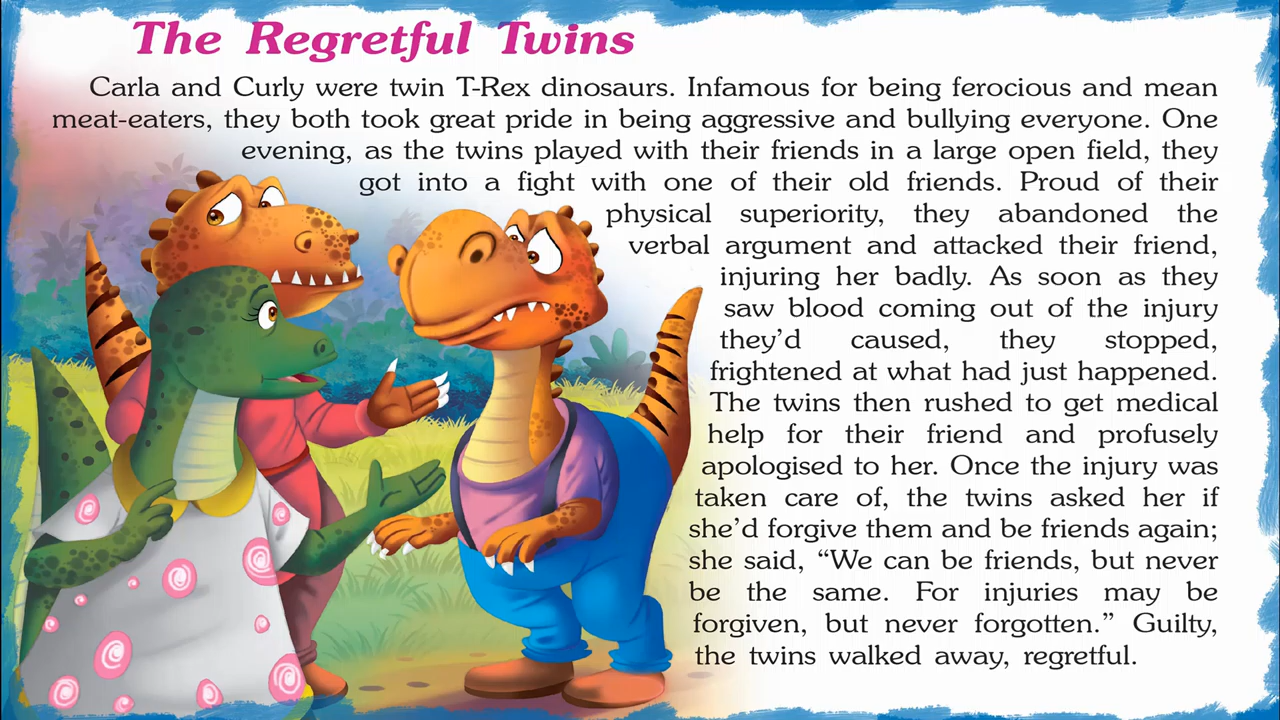 The Regretful Twins
Carla and Curly were twin T-Rex dinosaurs. Infamous for being ferocious and mean
meat-eaters, they both took great pride in being aggressive and bullying everyone. One
evening, as the twins played with their friends in a large open field, they
got into a fight with one of their old friends. Proud of their
physical superiority, they abandoned the
verbal argument and attacked their friend,
injuring her badly. As soon as they
saw blood coming out of the injury
they’d caused, they stopped,
frightened at what had just happened.
The twins then rushed to get medical
help for their friend and profusely
apologised to her. Once the injury was
taken care of, the twins asked her if
she’d forgive them and be friends again;
she said, “We can be friends, but never
be the same. For injuries may be
forgiven, but never forgotten.” Guilty,
the twins walked away, regretful.